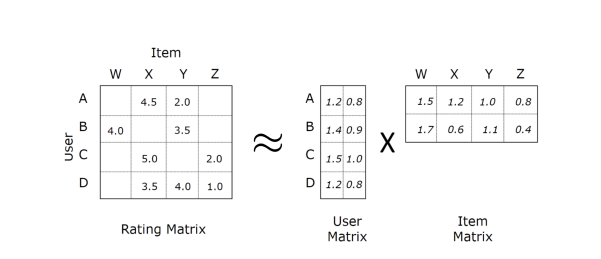 Item
W X Y Z W X Y Z
A 4.5 2.0 A 1.2 0.8 1.5 1.2 1.0 0.8
B 4.0 3.5 B 1.4 0.9 1.7 0.6 1.1 0.4
User
≈ X
C 5.0 2.0 C 1.5 1.0
D 3.5 4.0 1.0 D 1.2 0.8
Rating Matrix
User
Matrix
Item
Matrix